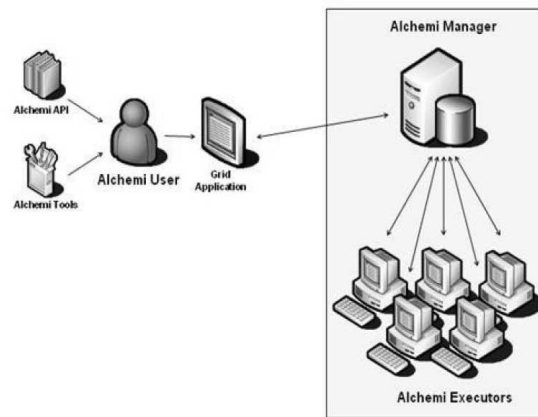 Alchemi Manager
Alchemi API
Alchemi User
Grid
Application
Alchemi Tools
Alchemi Executors